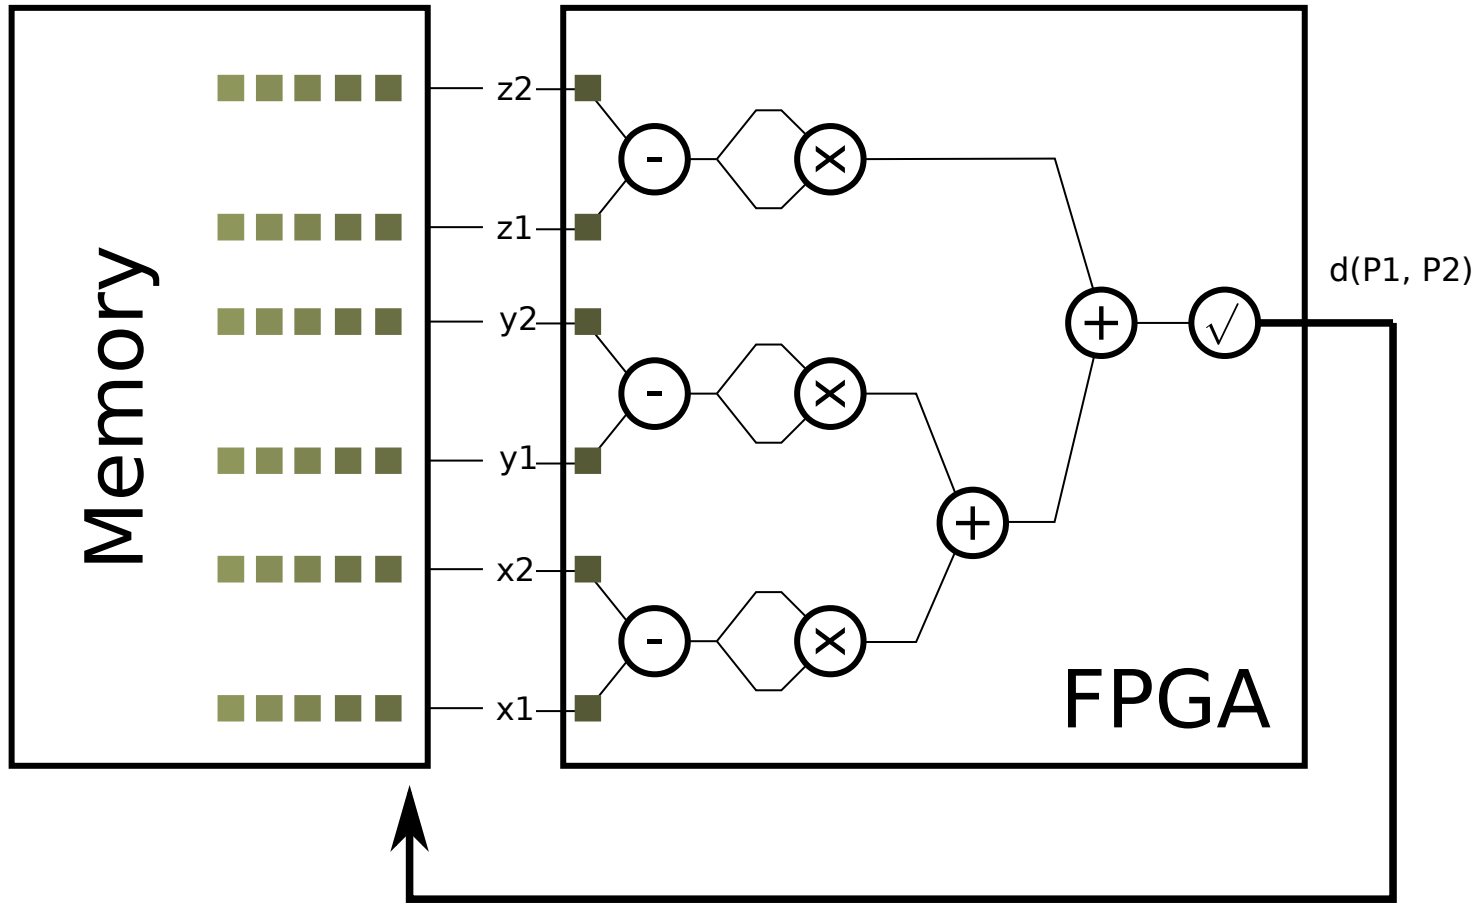 Memory
z2
z1
y2
y1
x2
x1
-
×
-
×
-
×
+
+
√
d(P1, P2)
FPGA